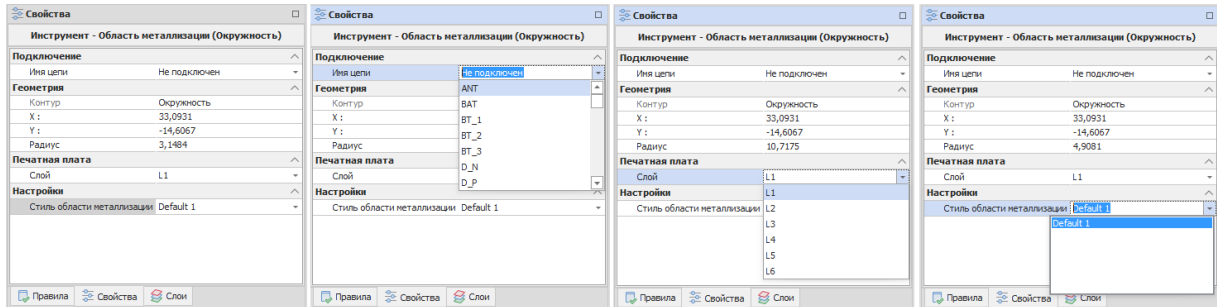 Свойства
Инструмент - Область металлизации (Окружность)
Подключение
Имя цепи Не подключен
Геометрия
Контур Окружность
X : 33,0931
Y : -14,6067
Радиус 3,1484
Печатная плата
Слой L1
Настройки
Стиль области металлизации Default 1
Правила Свойства Слои
Свойства
Инструмент - Область металлизации (Окружность)
Подключение
Имя цепи Не подключен
Геометрия ANT
Контур BAT
X : BT_1
Y : BT_2
Радиус BT_3
Печатная плата D_N
Слой D_P
Настройки
Стиль области металлизации Default 1
Правила Свойства Слои
Свойства
Инструмент - Область металлизации (Окружность)
Подключение
Имя цепи Не подключен
Геометрия
Контур Окружность
X : 33,0931
Y : -14,6067
Радиус 10,7175
Печатная плата
Слой L1
Настройки L1
Стиль области металлизации L2
L3
L4
L5
L6
Правила Свойства Слои
Свойства
Инструмент - Область металлизации (Окружность)
Подключение
Имя цепи Не подключен
Геометрия
Контур Окружность
X : 33,0931
Y : -14,6067
Радиус 4,9081
Печатная плата
Слой L1
Настройки
Стиль области металлизации Default 1
Default 1
Правила Свойства Слои